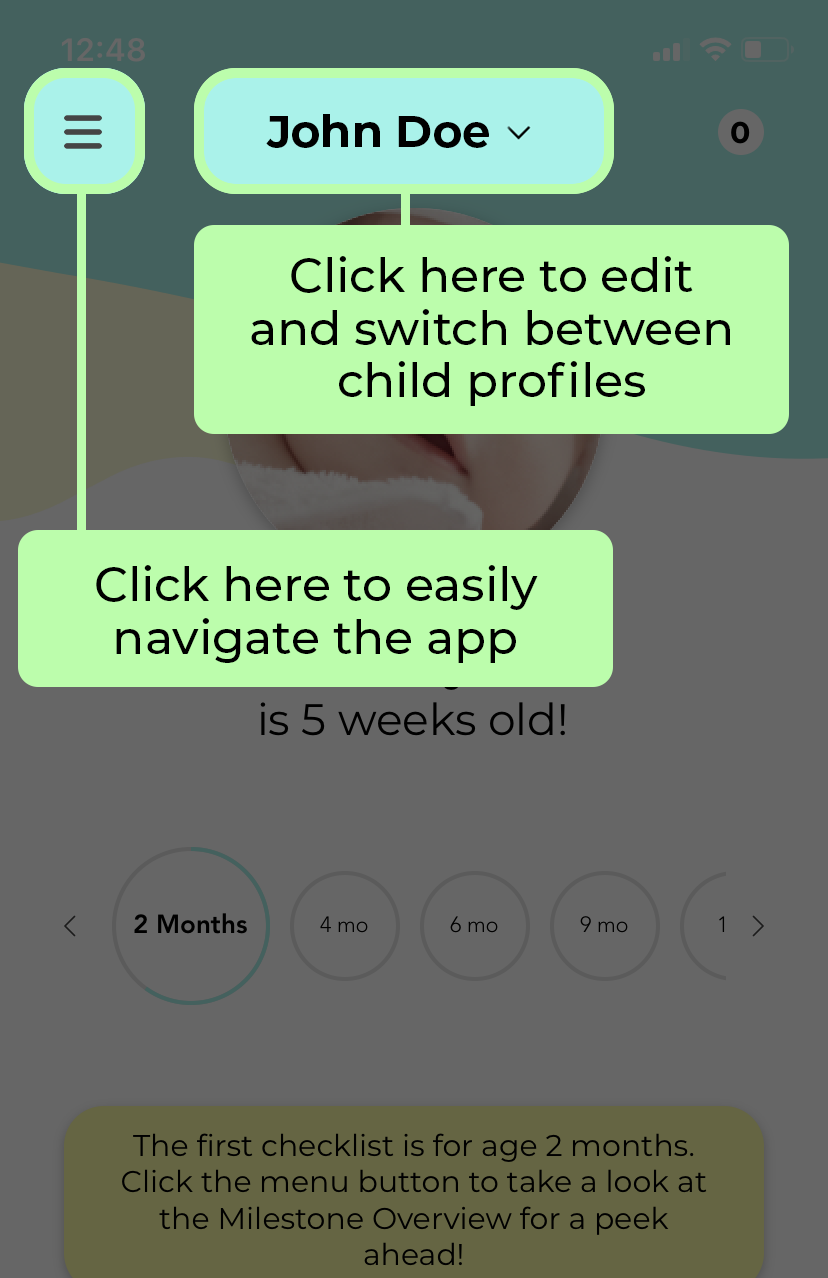 12:48
John Doe
0
Click here to edit
and switch between
child profiles
Click here to easily
navigate the app
is 5 weeks old!
2 Months
4 mo
6 mo
9 mo
1
The first checklist is for age 2 months.
Click the menu button to take a look at
the Milestone Overview for a peek
ahead!